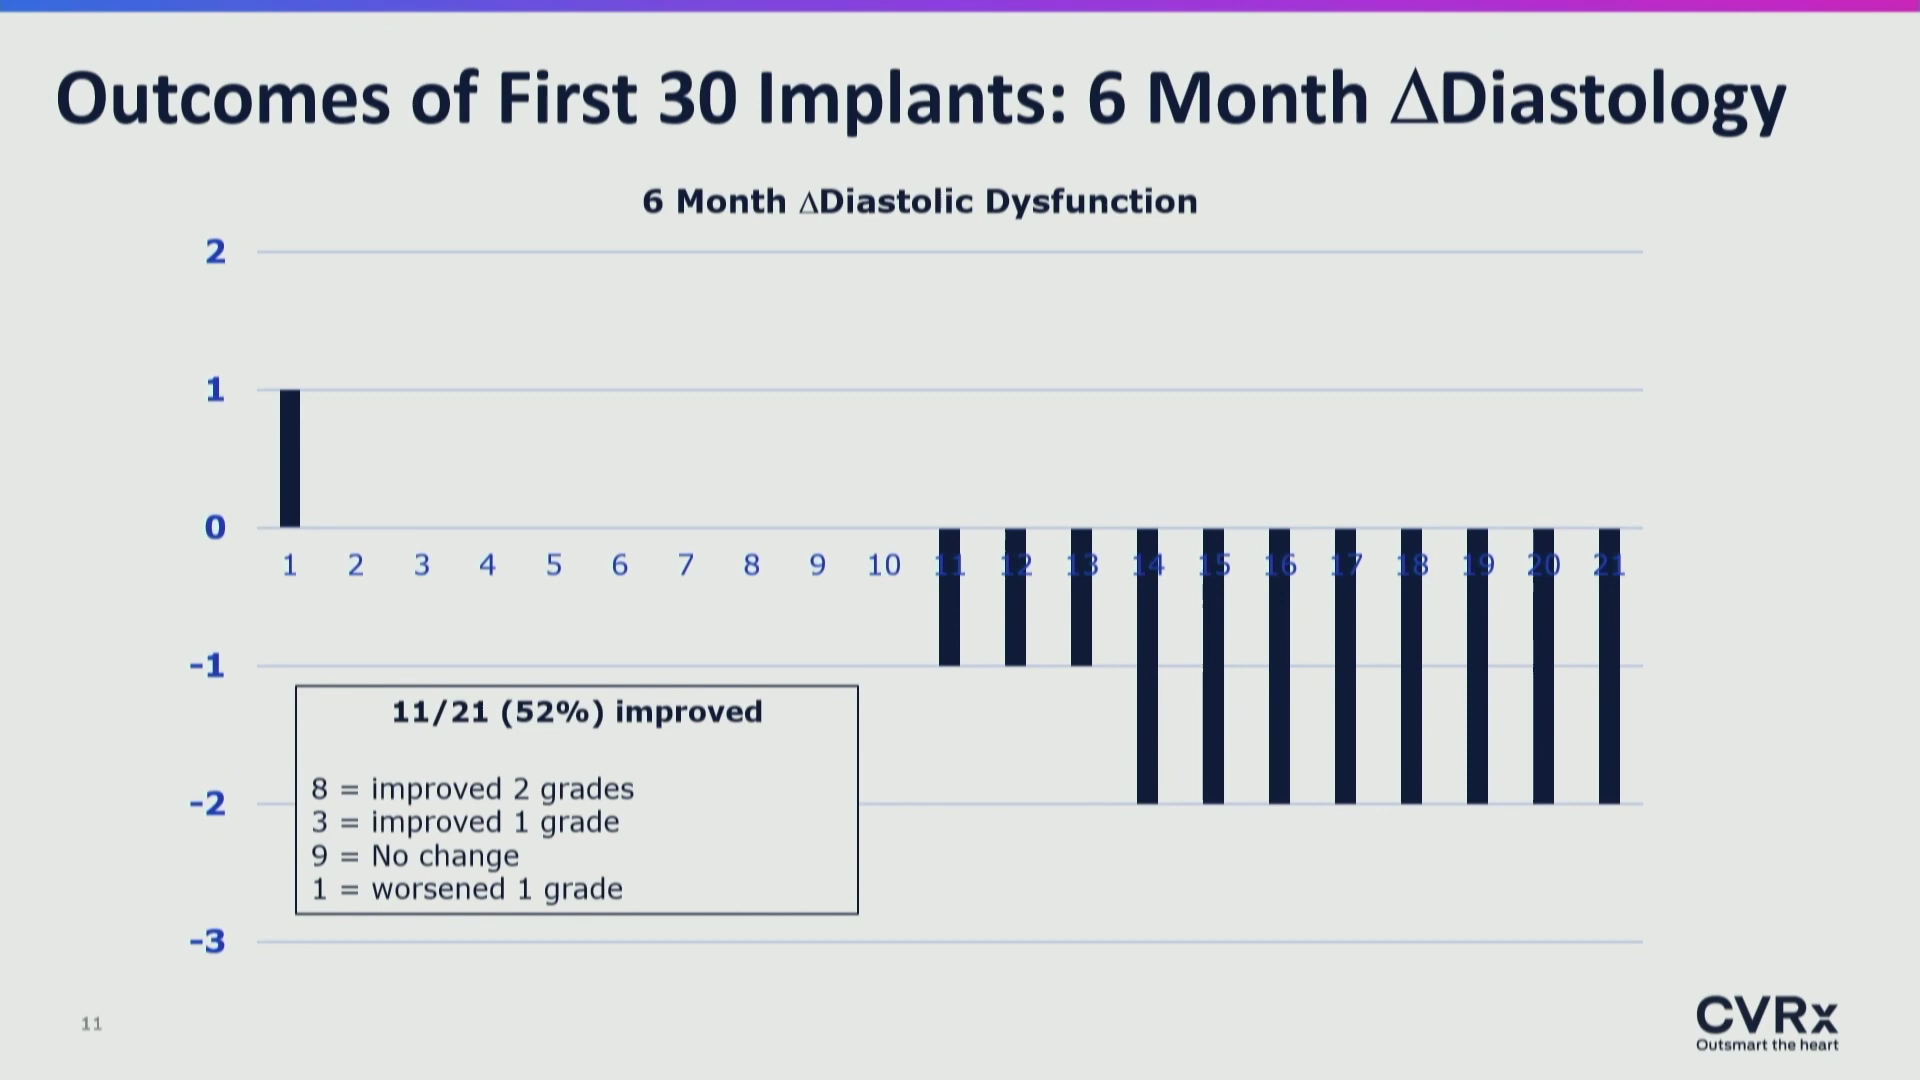 Outcomes of First 30 Implants: 6 Month ΔDiastology
6 Month ΔDiastolic Dysfunction
2
1
0
1 2 3 4 5 6 7 8 9 10 11 12 13 14 15 16 17 18 19 20 21
-1
11/21 (52%) improved
8 = improved 2 grades
-2
3 = improved 1 grade
9 = No change
1 = worsened 1 grade
-3
11
CVRx
Outsmart the heart